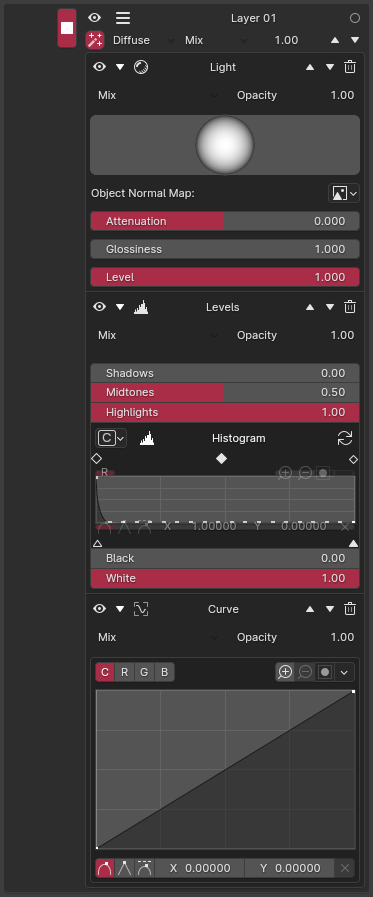 Layer 01
Diffuse Mix 1.00
Light
Mix Opacity 1.00
Object Normal Map:
Attenuation 0.000
Glossiness 1.000
Level 1.000
Levels
Mix Opacity 1.00
Shadows 0.00
Midtones 0.50
Highlights 1.00
C Histogram
R
X 1.00000 Y 0.00000
Black 0.00
White 1.00
Curve
Mix Opacity 1.00
C R G B
X 0.00000 Y 0.00000